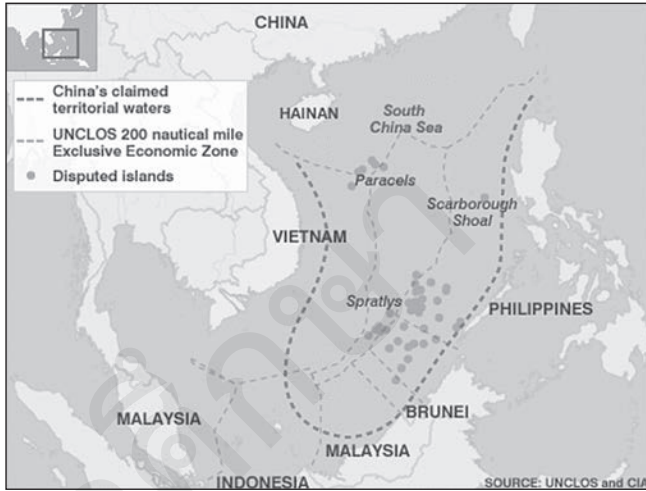 CHINA
China's claimed
territorial waters
UNCLOS 200 nautical mile
Exclusive Economic Zone
Disputed islands
HAINAN
South
China Sea
Paracels
Scarborough
Shoal
VIETNAM
Spratlys
PHILIPPINES
BRUNEI
MALAYSIA
MALAYSIA
INDONESIA
SOURCE: UNCLOS and CIA